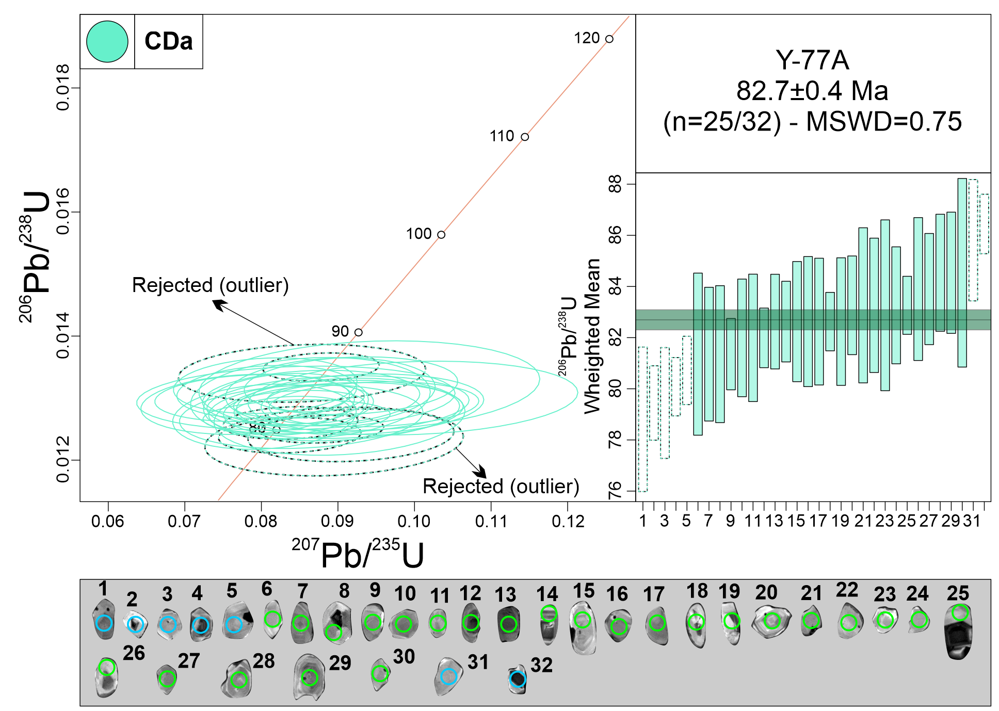 CDa
120
110
100
90
80
0.018
0.016
0.014
0.012
206Pb/238U
Rejected (outlier)
Rejected (outlier)
0.06 0.07 0.08 0.09 0.10 0.11 0.12
207Pb/235U
Y-77A
82.7±0.4 Ma
(n=25/32) - MSWD=0.75
88
86
84
82
80
78
76
206Pb/238U
Wheighted Mean
1 3 5 7 9 11 13 15 17 19 21 23 25 27 29 31
1 2 3 4 5 6 7 8 9 10 11 12 13 14 15 16 17 18 19 20 21 22 23 24 25
26 27 28 29 30 31 32